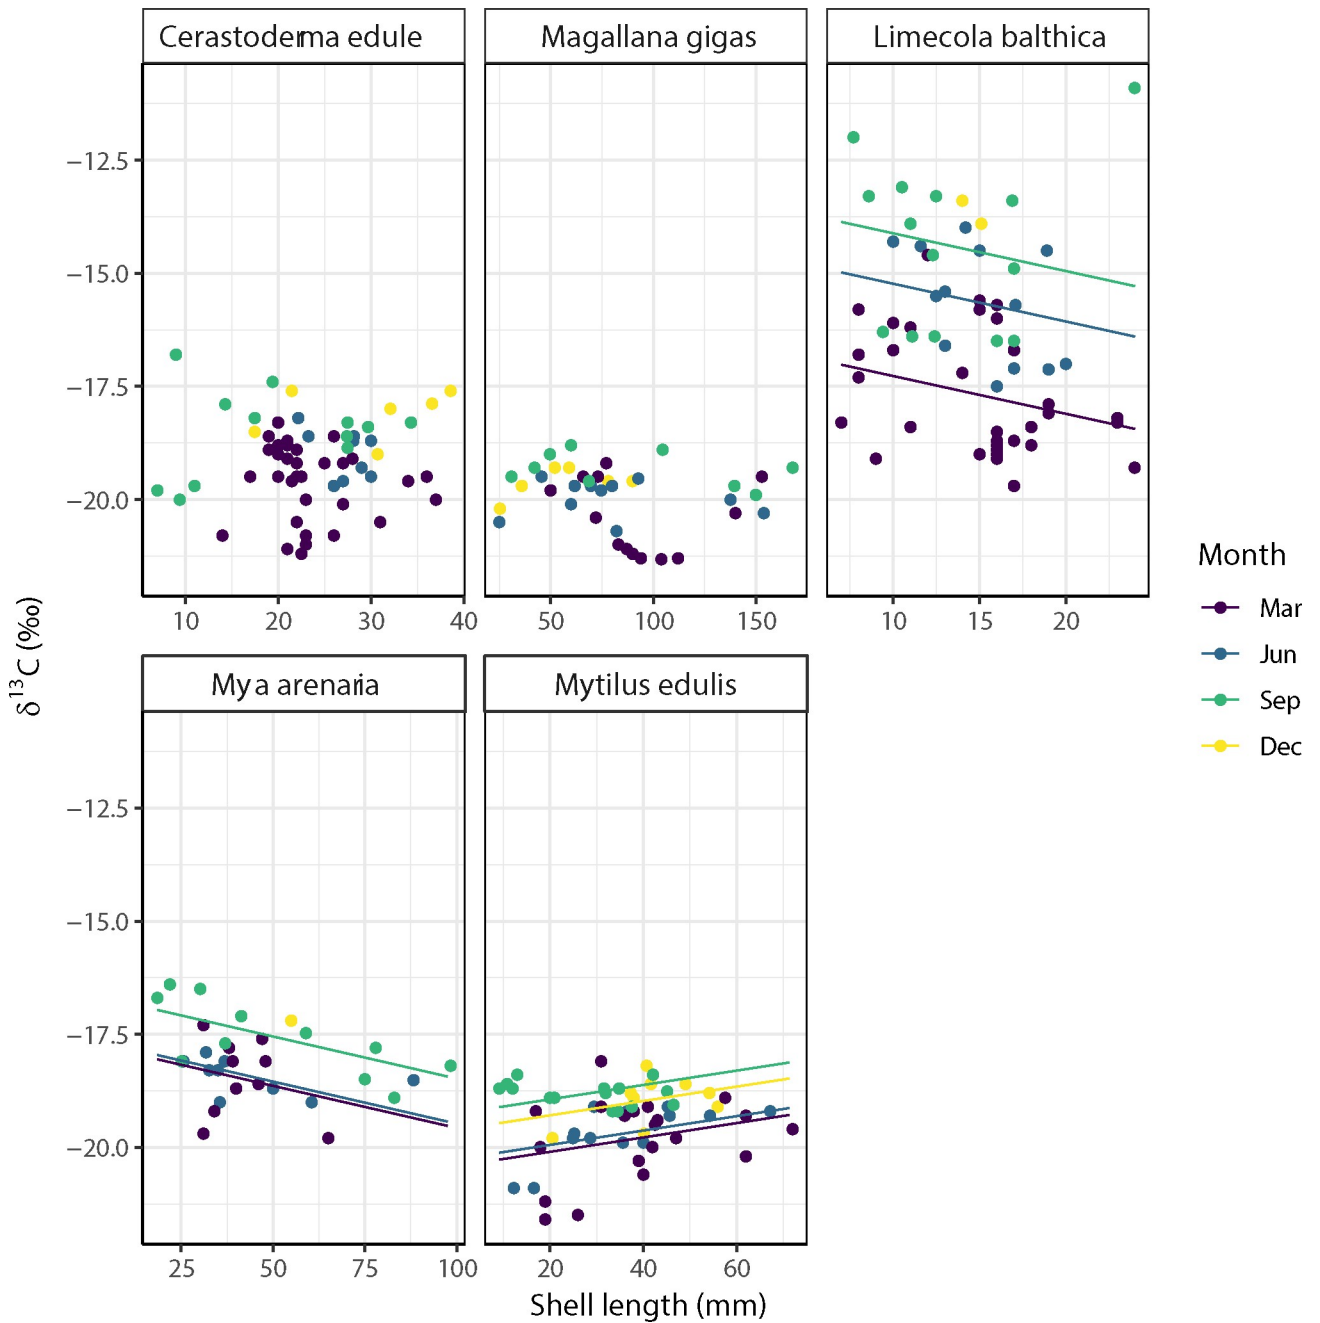 Cerastoderma edule
Magallana gigas
Limecola balthica
−12.5
−15.0
−17.5
−20.0
10 20 30 40
50 100 150
10 15 20
Mya arenaria
Mytilus edulis
−12.5
−15.0
−17.5
−20.0
25 50 75 100
20 40 60
Shell length (mm)
δ¹³C (‰)
Month
Mar
Jun
Sep
Dec